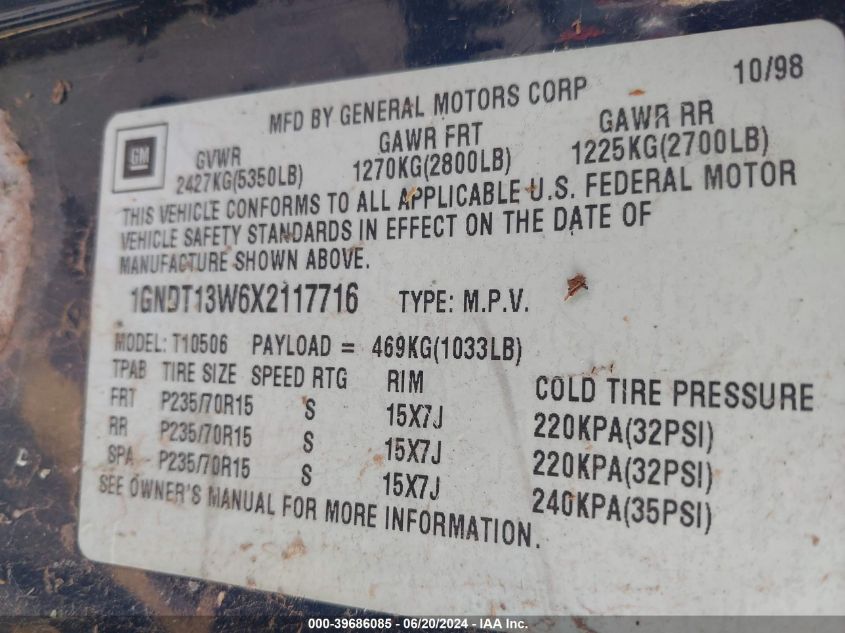 MFD BY GENERAL MOTORS CORP 10/98
GM
GVWR GAWR FRT GAWR RR
2427KG(5350LB) 1270KG(2800LB) 1225KG(2700LB)
THIS VEHICLE CONFORMS TO ALL APPLICABLE U.S. FEDERAL MOTOR
VEHICLE SAFETY STANDARDS IN EFFECT ON THE DATE OF
MANUFACTURE SHOWN ABOVE.
1GNDT13W6X2117716 TYPE: M.P.V.
MODEL: T10506 PAYLOAD = 469KG(1033LB)
TPAB TIRE SIZE SPEED RTG RIM COLD TIRE PRESSURE
FRT P235/70R15 S 15X7J 220KPA(32PSI)
RR P235/70R15 S 15X7J 220KPA(32PSI)
SPA P235/70R15 S 15X7J 240KPA(35PSI)
SEE OWNER'S MANUAL FOR MORE INFORMATION.
000-39686085 - 06/20/2024 - IAA Inc.